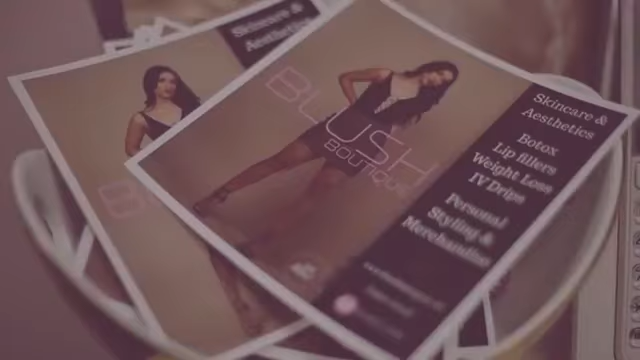 Skincare &
Aesthetics
B
BLUSH
BOUTIQUE
Skincare &
Aesthetics
Botox
Lip fillers
Weight Loss
IV Drips
Personal
Styling &
Merchandise